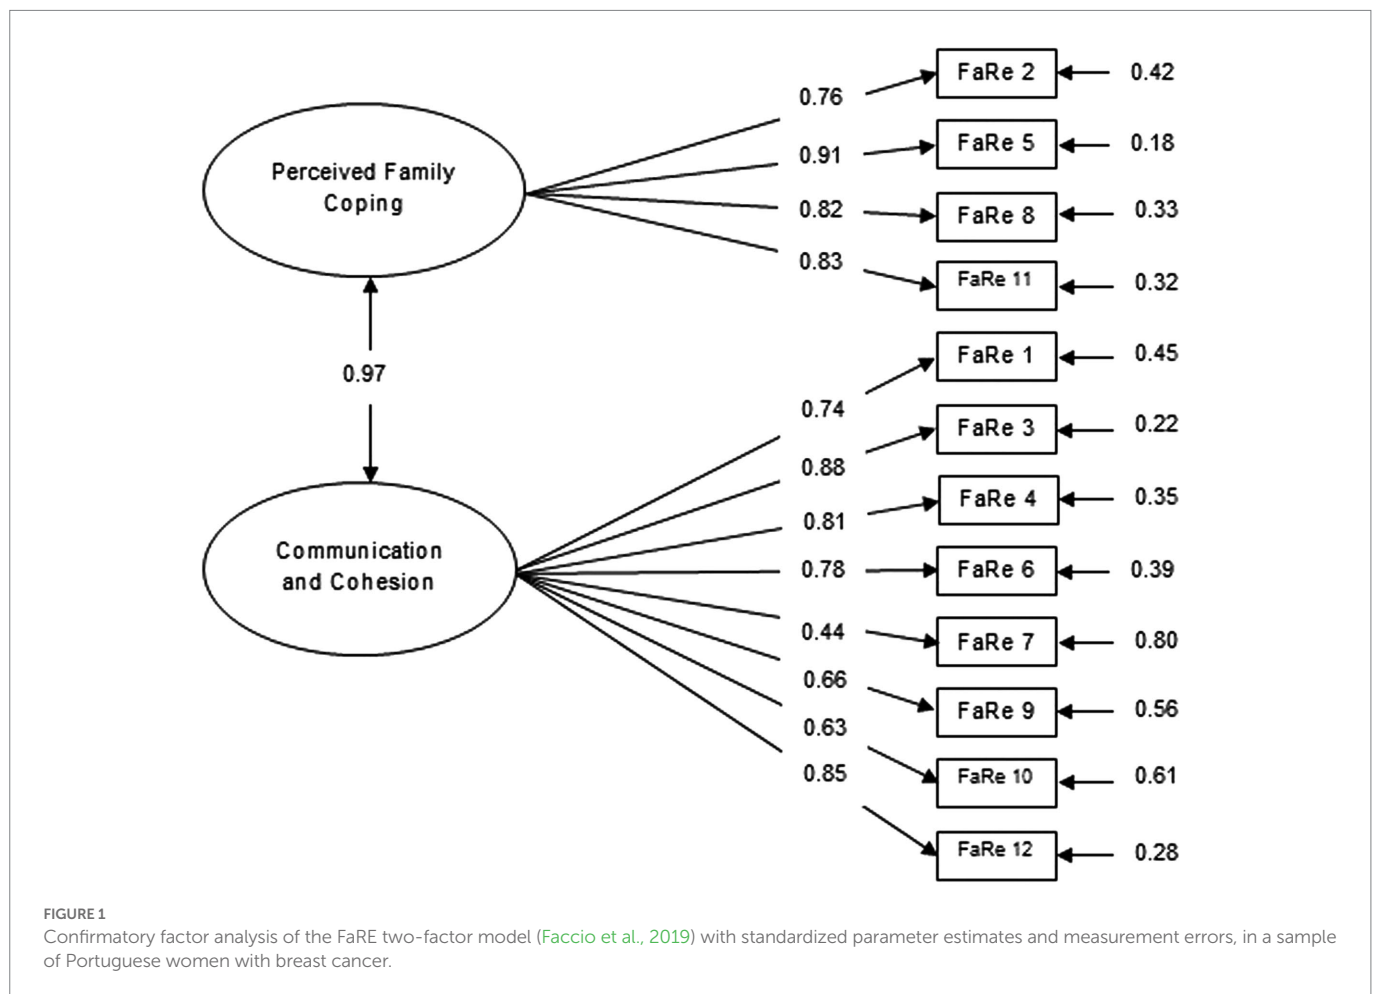 FaRe 2
0.42
0.76
FaRe 5
0.18
0.91
Perceived Family
Coping
FaRe 8
0.33
0.82
FaRe 11
0.32
0.83
0.97
FaRe 1
0.45
0.74
FaRe 3
0.22
0.88
FaRe 4
0.35
0.81
Communication
and Cohesion
FaRe 6
0.39
0.78
FaRe 7
0.80
0.44
FaRe 9
0.56
0.66
FaRe 10
0.61
0.63
FaRe 12
0.28
0.85
FIGURE 1
Confirmatory factor analysis of the FaRE two-factor model (Faccio et al., 2019) with standardized parameter estimates and measurement errors, in a sample
of Portuguese women with breast cancer.